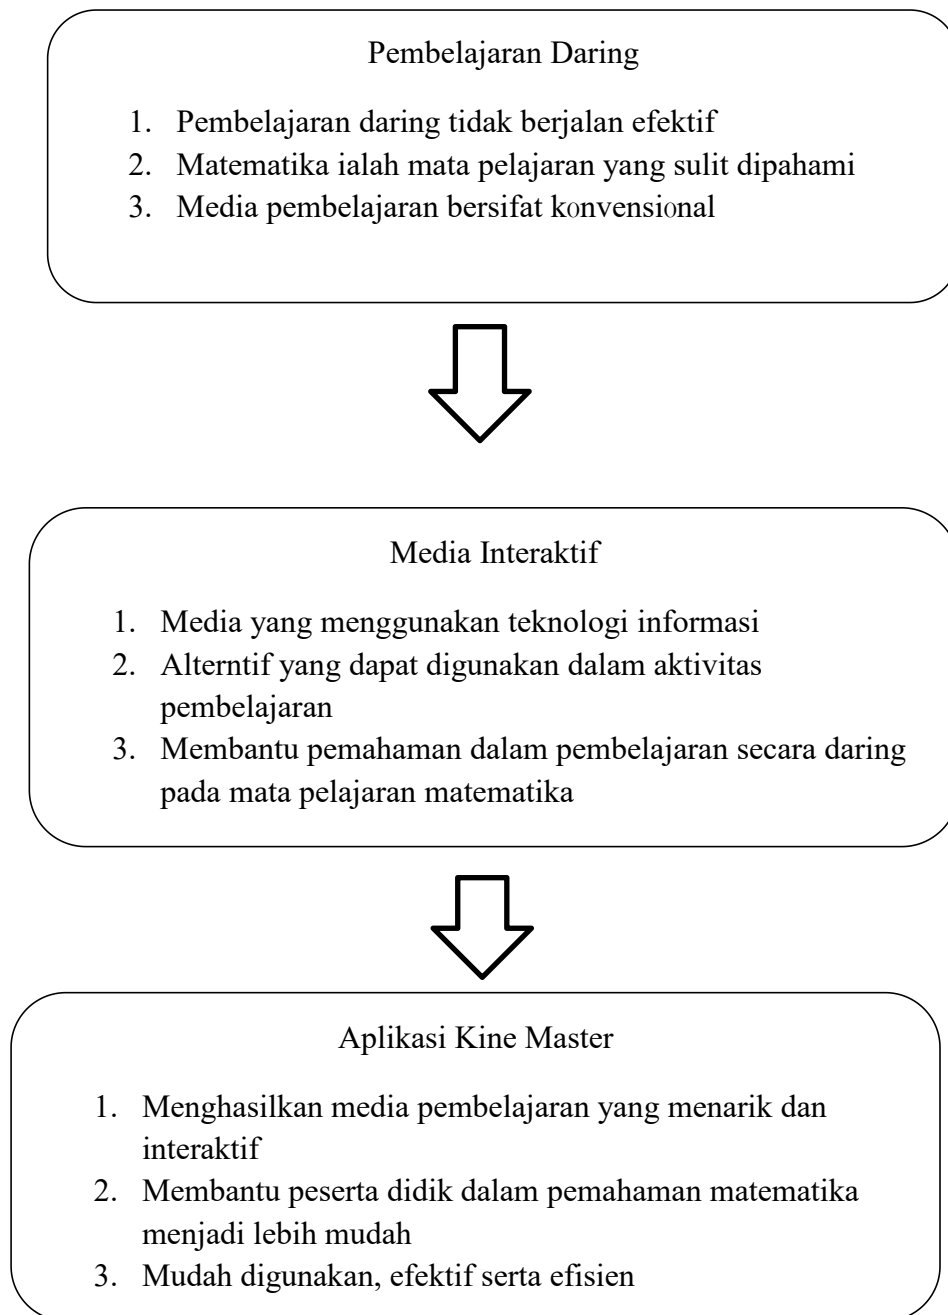 Pembelajaran Daring
1. Pembelajaran daring tidak berjalan efektif
2. Matematika ialah mata pelajaran yang sulit dipahami
3. Media pembelajaran bersifat konvensional
Media Interaktif
1. Media yang menggunakan teknologi informasi
2. Alterntif yang dapat digunakan dalam aktivitas
pembelajaran
3. Membantu pemahaman dalam pembelajaran secara daring
pada mata pelajaran matematika
Aplikasi Kine Master
1. Menghasilkan media pembelajaran yang menarik dan
interaktif
2. Membantu peserta didik dalam pemahaman matematika
menjadi lebih mudah
3. Mudah digunakan, efektif serta efisien